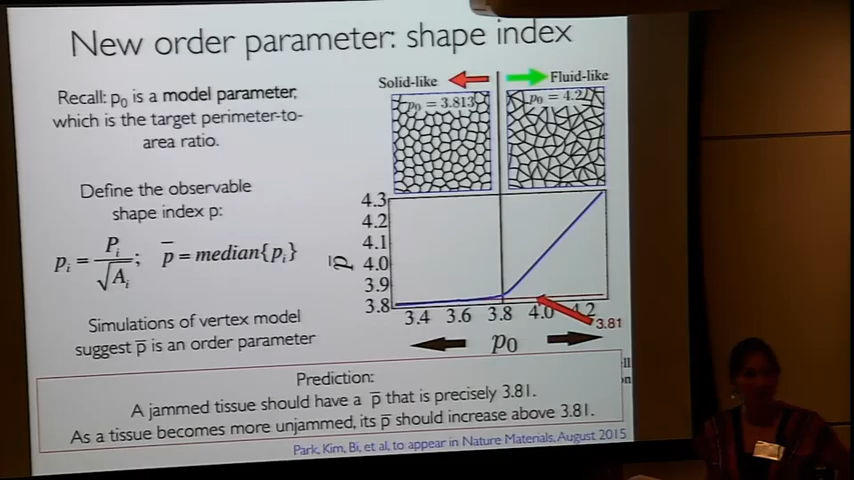 New order parameter: shape index
Recall: p₀ is a model parameter,
which is the target perimeter-to-
area ratio.
Define the observable
shape index p:
pᵢ = Pᵢ / √Aᵢ ; p̅ = median{pᵢ}
Simulations of vertex model
suggest p̅ is an order parameter
Solid-like
Fluid-like
p₀ = 3.813
p₀ = 4.2
4.3
4.2
4.1
4.0
3.9
3.8
p̅
3.4 3.6 3.8 4.0 4.2
3.81
p₀
Prediction:
A jammed tissue should have a p̅ that is precisely 3.81.
As a tissue becomes more unjammed, its p̅ should increase above 3.81.
Park, Kim, Bi, et al, to appear in Nature Materials, August 2015